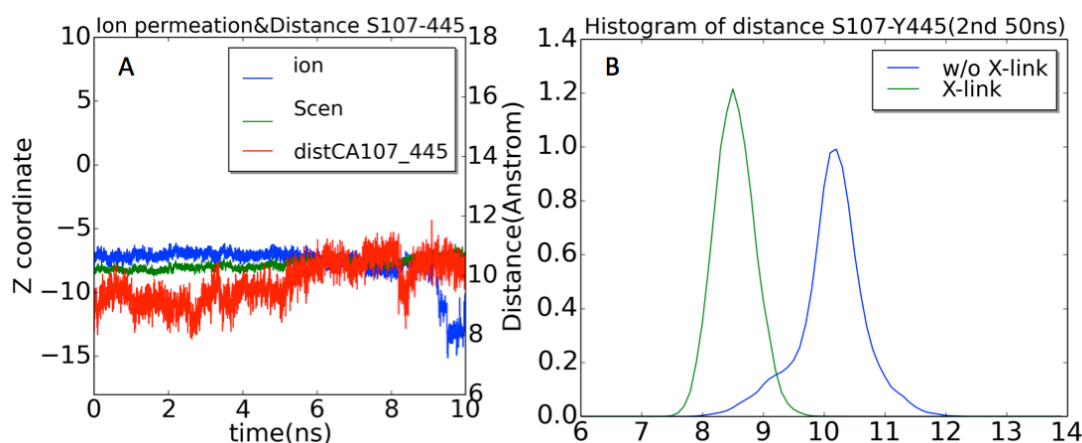 Ion permeation&Distance S107-445
A
ion
Scen
distCA107_445
10
5
0
−5
−10
−15
Z coordinate
18
16
14
12
10
8
6
Distance(Anstrom)
0 2 4 6 8 10
time(ns)
Histogram of distance S107-Y445(2nd 50ns)
B
w/o X-link
X-link
1.4
1.2
1.0
0.8
0.6
0.4
0.2
0.0
6 7 8 9 10 11 12 13 14